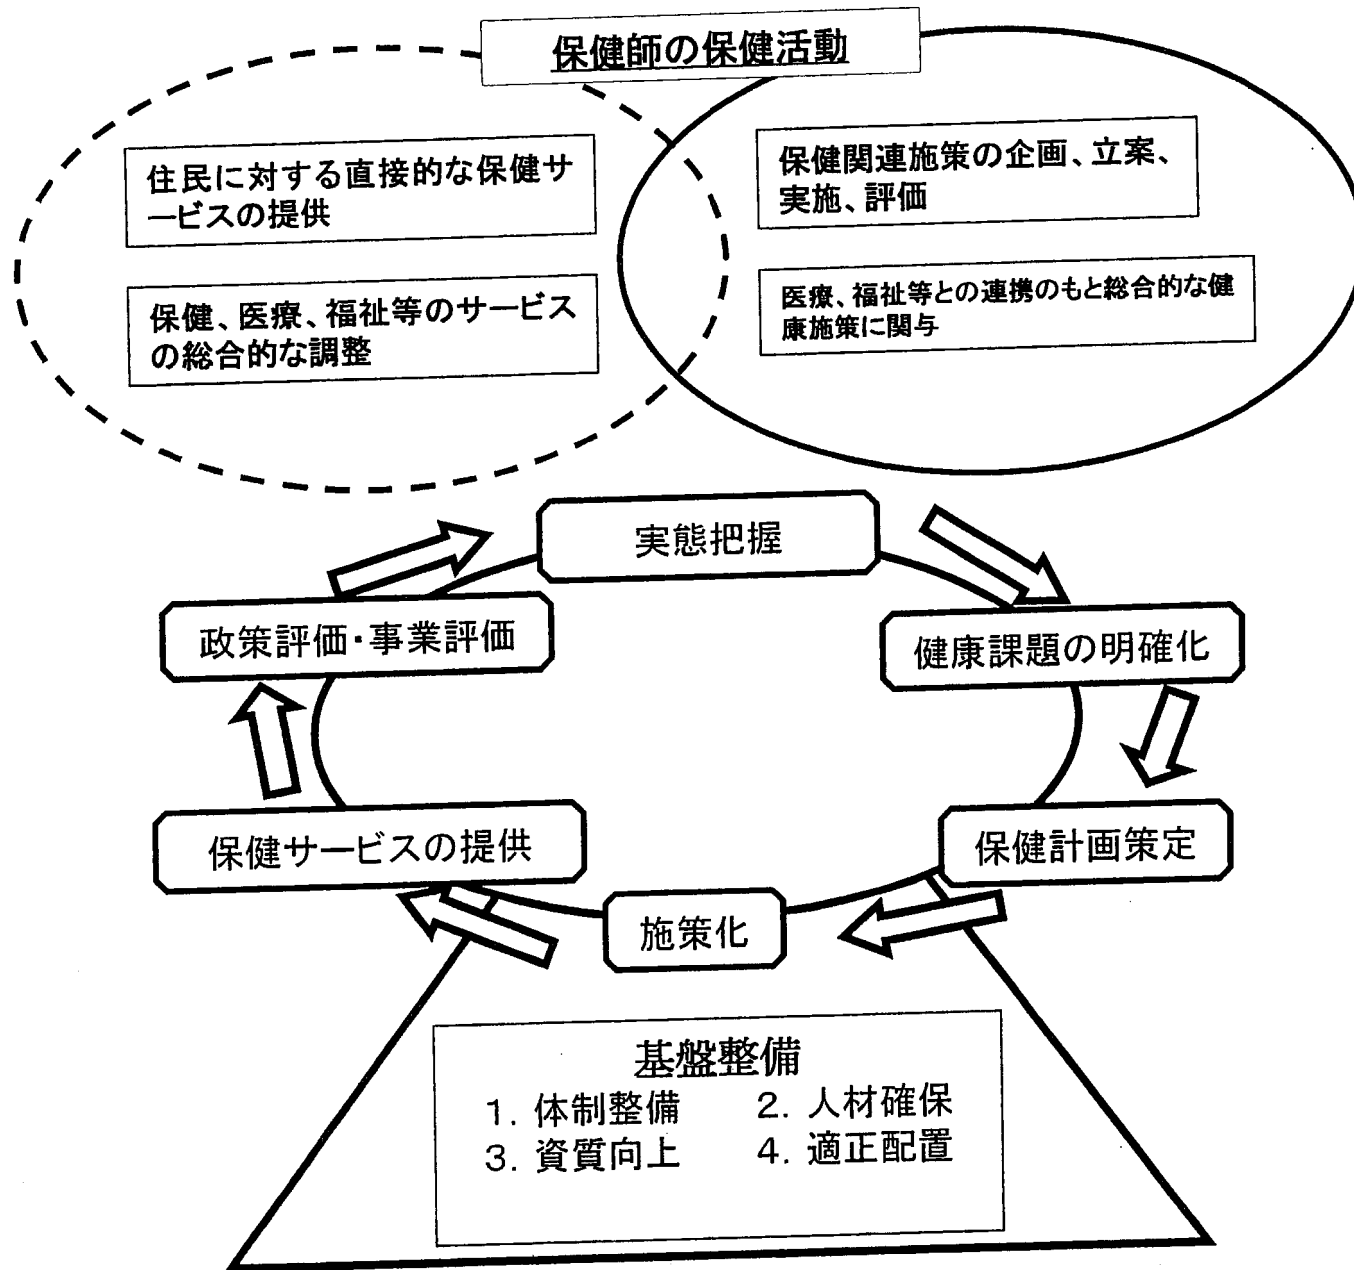 保健師の保健活動
住民に対する直接的な保健サ
ービスの提供
保健、医療、福祉等のサービス
の総合的な調整
保健関連施策の企画、立案、
実施、評価
医療、福祉等との連携のもと総合的な健
康施策に関与
実態把握
政策評価・事業評価
健康課題の明確化
保健サービスの提供
保健計画策定
施策化
基盤整備
1. 体制整備 2. 人材確保
3. 資質向上 4. 適正配置